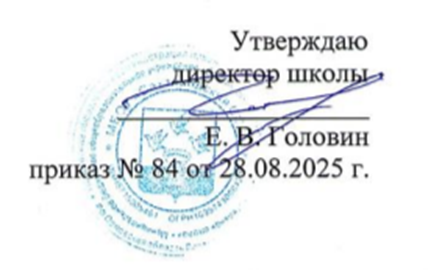 Утверждаю
директор школы
Е. В. Головин
приказ № 84 от 28.08.2025 г.